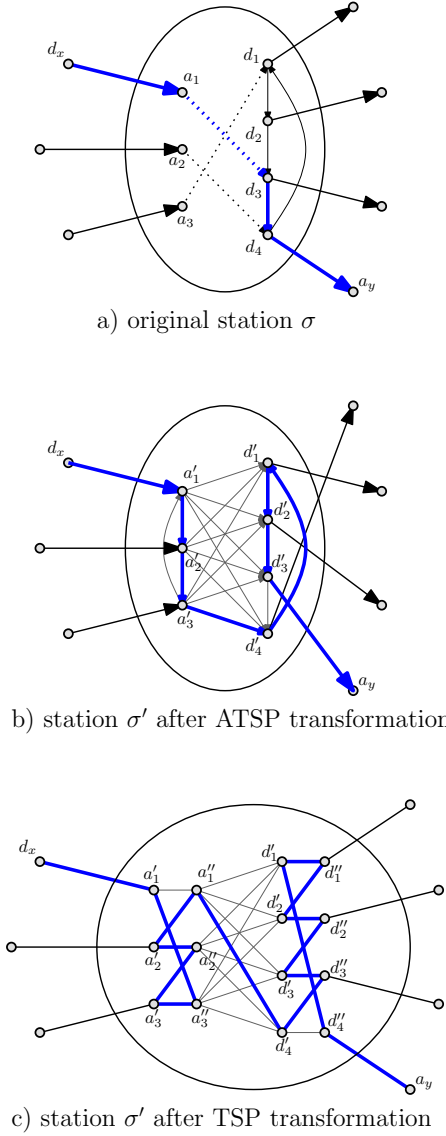 d_x
a_1
d_1
a_2
d_2
a_3
d_3
d_4
a_y
a) original station σ
d_x
a′_1
d′_1
a′_2
d′_2
a′_3
d′_3
d′_4
a_y
b) station σ′ after ATSP transformation
d_x
a′_1 a″_1 d′_1 d″_1
a′_2 a″_2 d′_2 d″_2
a′_3 a″_3 d′_3 d″_3
d′_4 d″_4
a_y
c) station σ′ after TSP transformation